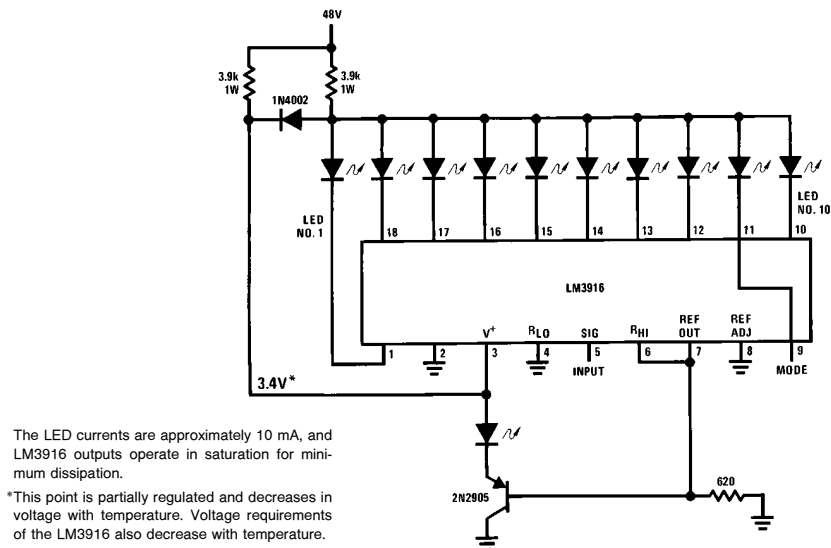 48V
3.9k
1W
3.9k
1W
1N4002
LED
NO. 1
LED
NO. 10
18
17
16
15
14
13
12
11
10
LM3916
V+
RLO
SIG
RHI
REF
OUT
REF
ADJ
1
2
3
4
5
6
7
8
9
INPUT
MODE
3.4V*
2N2905
620
The LED currents are approximately 10 mA, and
LM3916 outputs operate in saturation for mini-
mum dissipation.
*This point is partially regulated and decreases in
voltage with temperature. Voltage requirements
of the LM3916 also decrease with temperature.